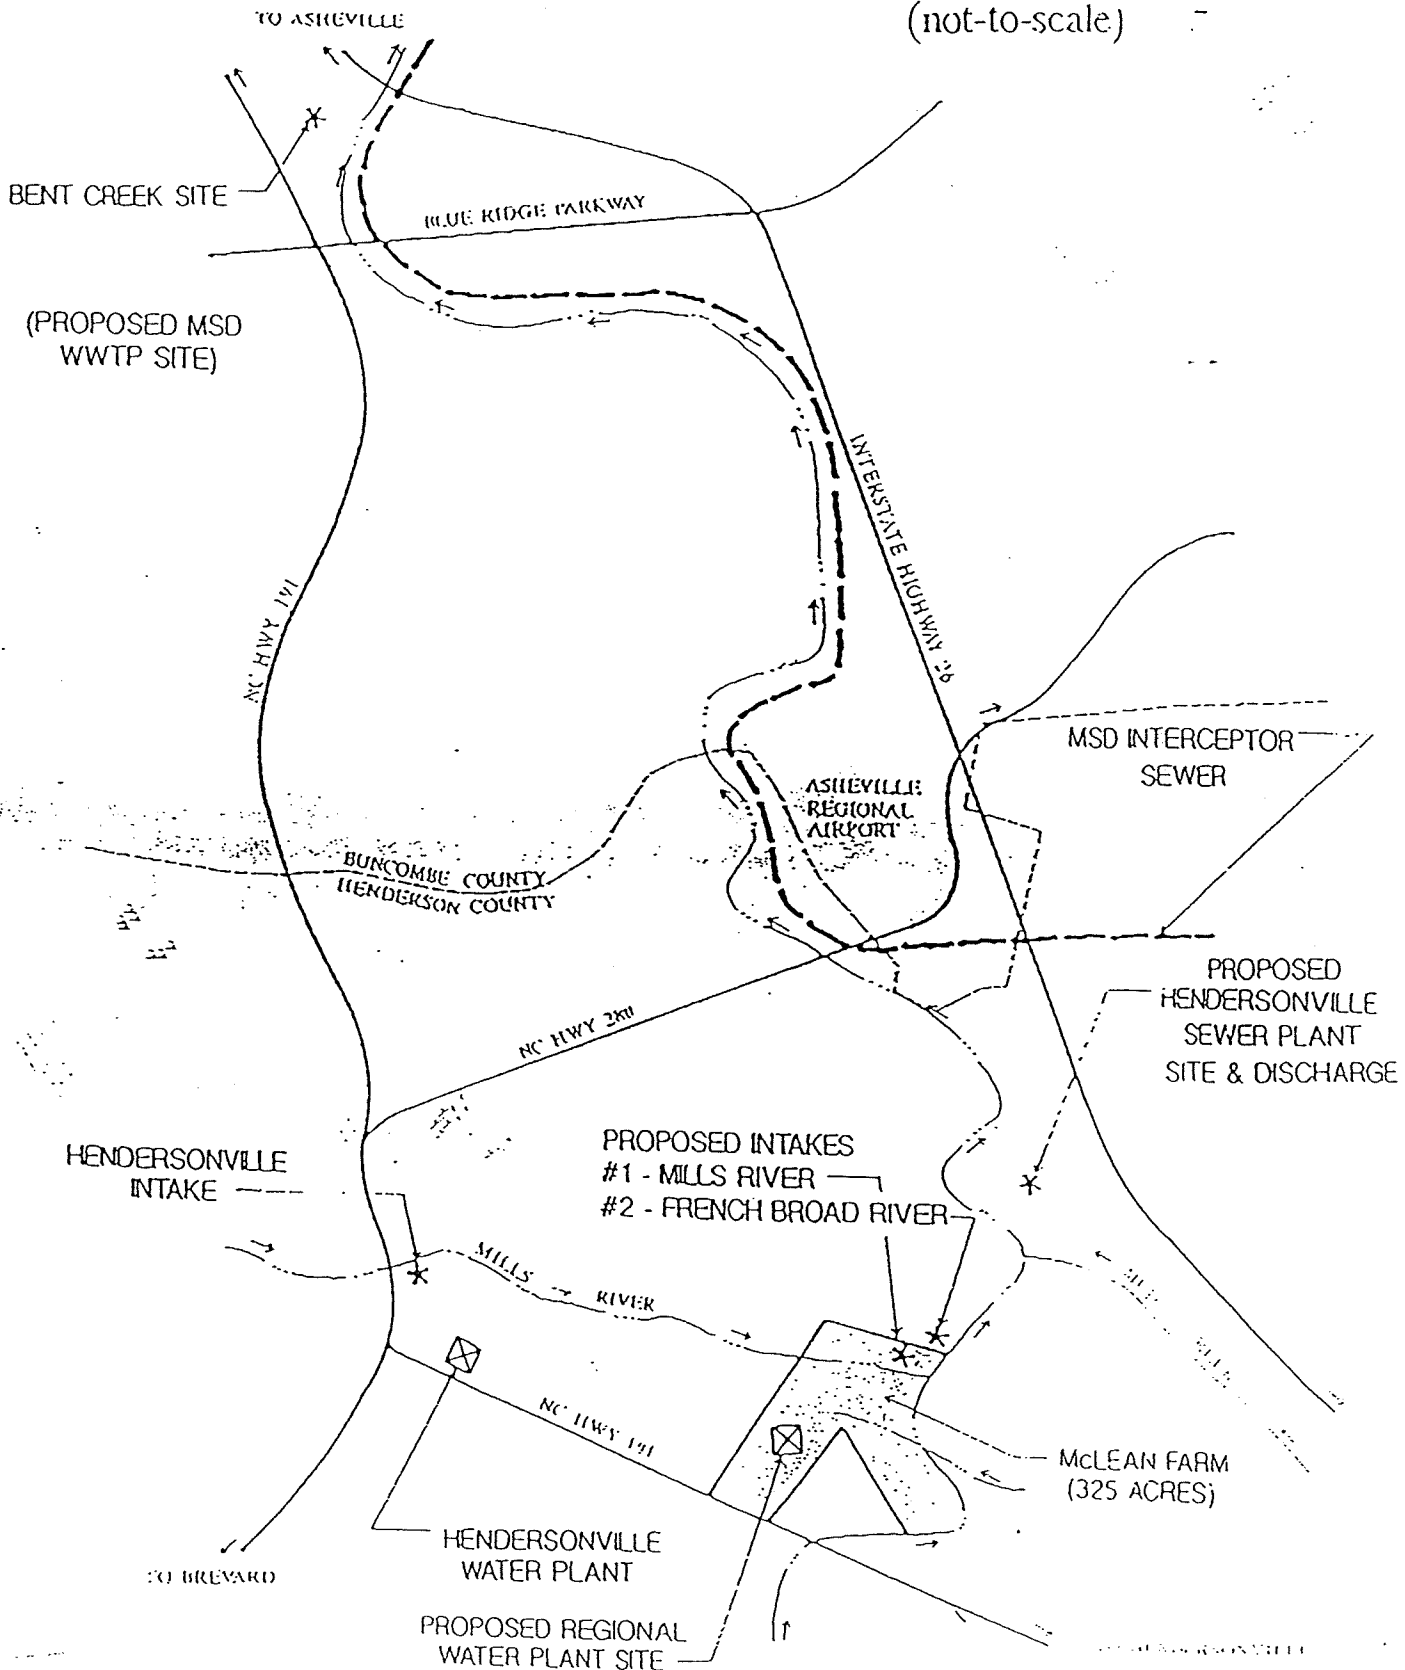 (not-to-scale)
TO ASHEVILLE
BENT CREEK SITE
BLUE RIDGE PARKWAY
(PROPOSED MSD
WWTP SITE)
INTERSTATE HIGHWAY 26
NC HWY 191
MSD INTERCEPTOR
SEWER
ASHEVILLE
REGIONAL
AIRPORT
BUNCOMBE COUNTY
HENDERSON COUNTY
PROPOSED
HENDERSONVILLE
SEWER PLANT
SITE & DISCHARGE
NC HWY 280
HENDERSONVILLE
INTAKE
PROPOSED INTAKES
#1 - MILLS RIVER
#2 - FRENCH BROAD RIVER
MILLS
RIVER
NC HWY 191
McLEAN FARM
(325 ACRES)
HENDERSONVILLE
WATER PLANT
TO BREVARD
PROPOSED REGIONAL
WATER PLANT SITE